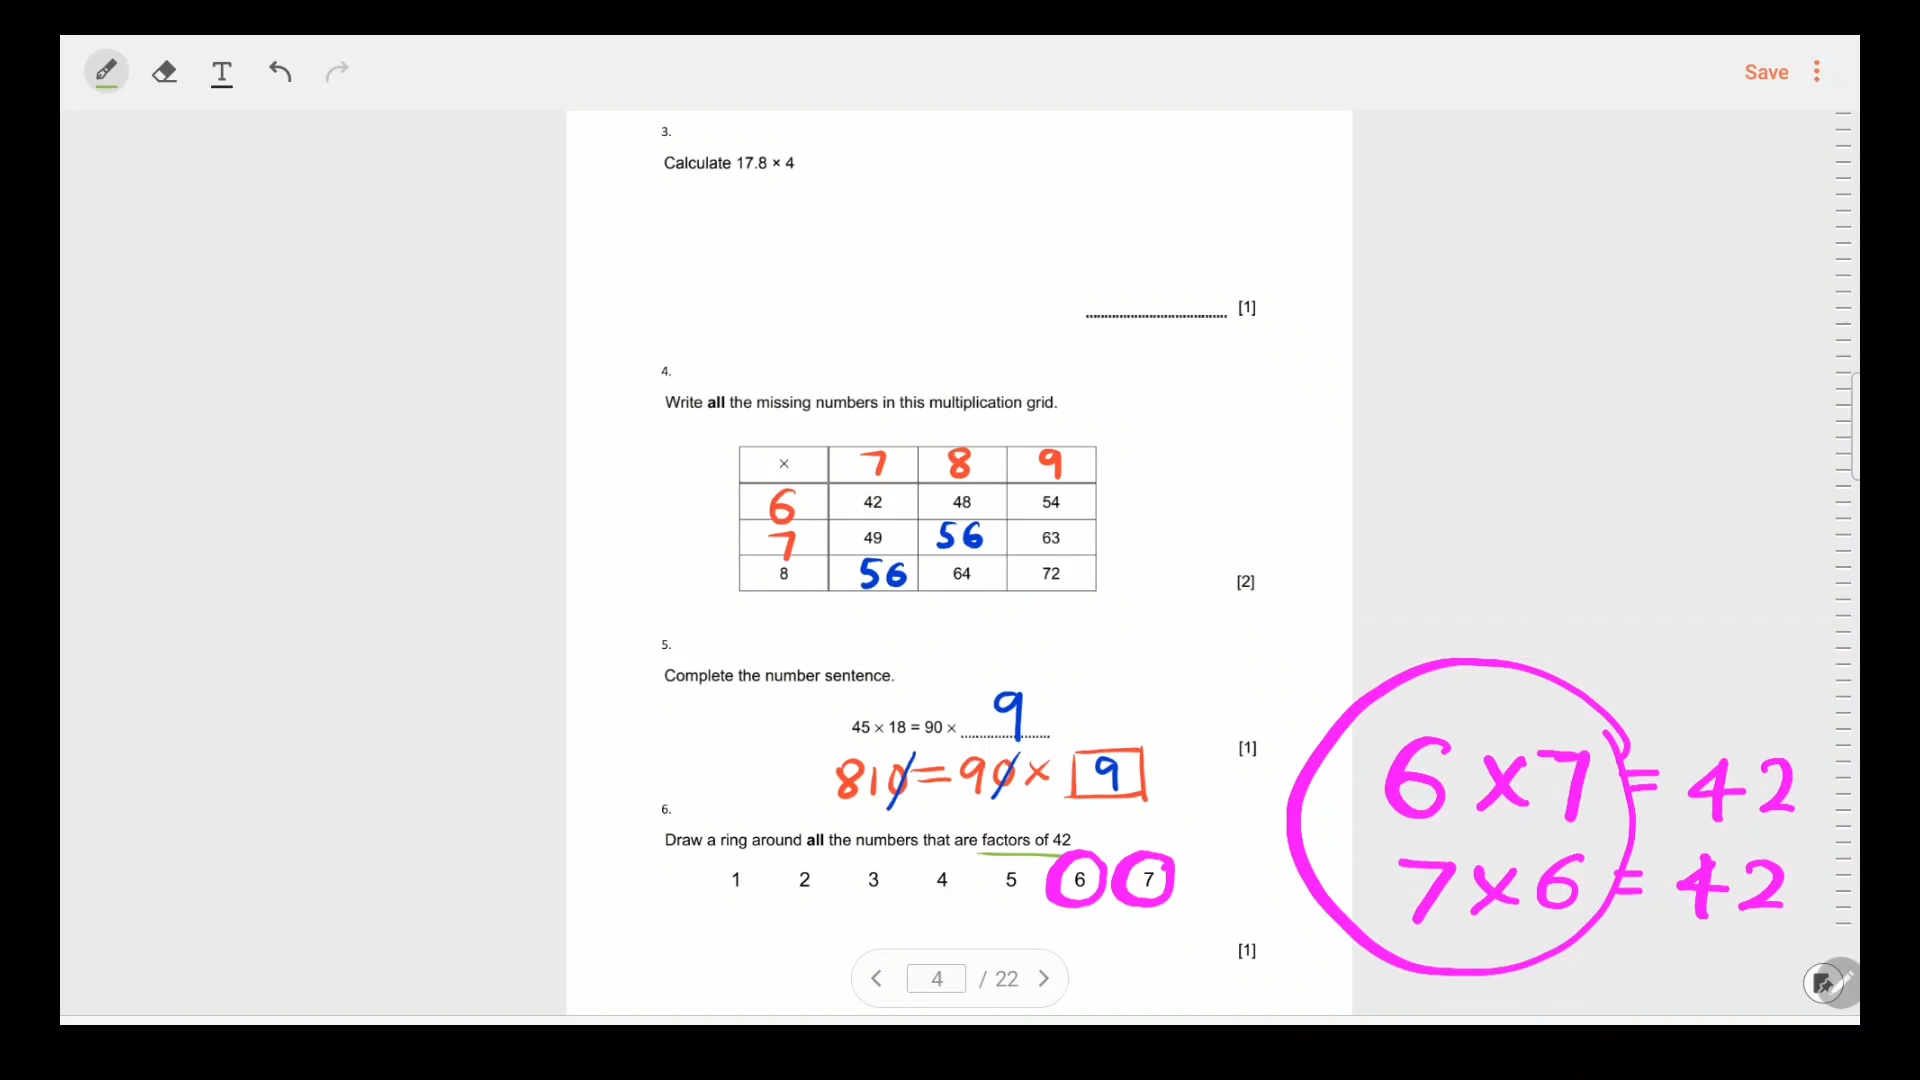 T
Save
3.
Calculate 17.8 × 4
[1]
4.
Write all the missing numbers in this multiplication grid.
× 7 8 9
6 42 48 54
7 49 56 63
8 56 64 72
[2]
5.
Complete the number sentence.
45 × 18 = 90 × 9
[1]
810 = 90 × 9
6.
Draw a ring around all the numbers that are factors of 42
1 2 3 4 5 6 7
[1]
6 × 7 = 42
7 × 6 = 42
4 / 22